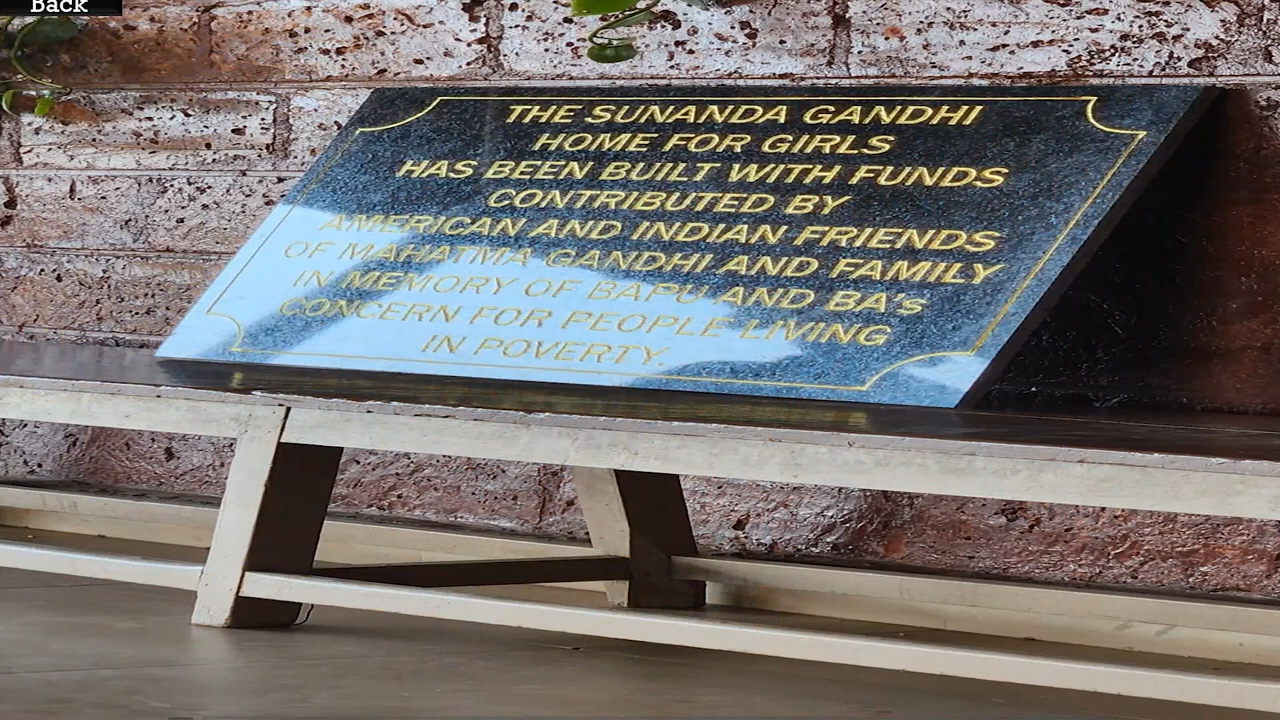 Back
THE SUNANDA GANDHI
HOME FOR GIRLS
HAS BEEN BUILT WITH FUNDS
CONTRIBUTED BY
AMERICAN AND INDIAN FRIENDS
OF MAHATMA GANDHI AND FAMILY
IN MEMORY OF BAPU AND BA's
CONCERN FOR PEOPLE LIVING
IN POVERTY